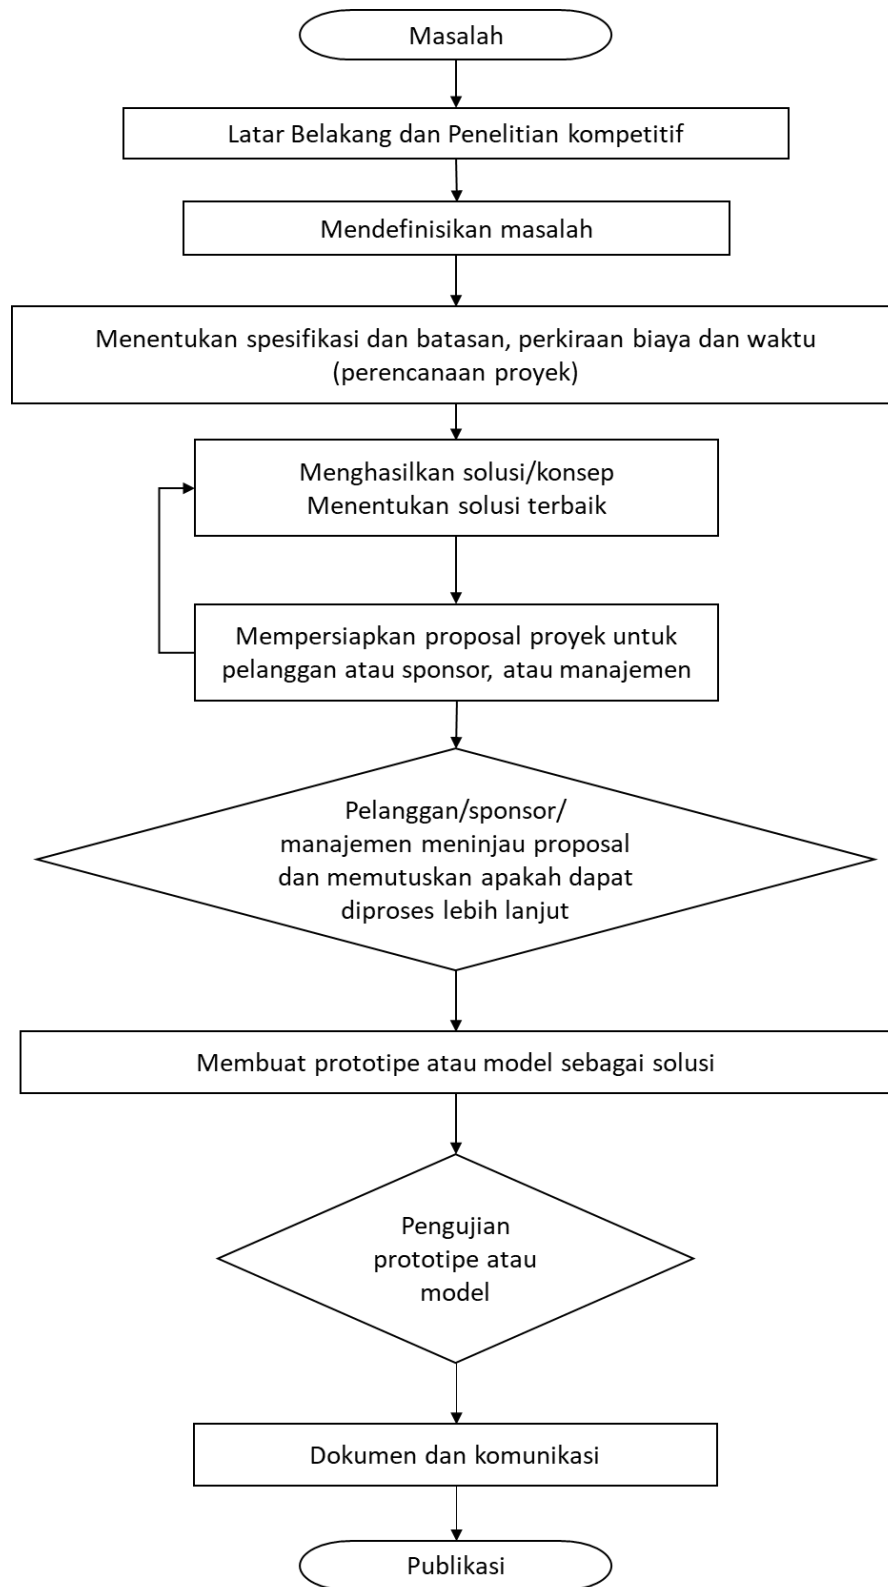 Masalah
Latar Belakang dan Penelitian kompetitif
Mendefinisikan masalah
Menentukan spesifikasi dan batasan, perkiraan biaya dan waktu
(perencanaan proyek)
Menghasilkan solusi/konsep
Menentukan solusi terbaik
Mempersiapkan proposal proyek untuk
pelanggan atau sponsor, atau manajemen
Pelanggan/sponsor/
manajemen meninjau proposal
dan memutuskan apakah dapat
diproses lebih lanjut
Membuat prototipe atau model sebagai solusi
Pengujian
prototipe atau
model
Dokumen dan komunikasi
Publikasi